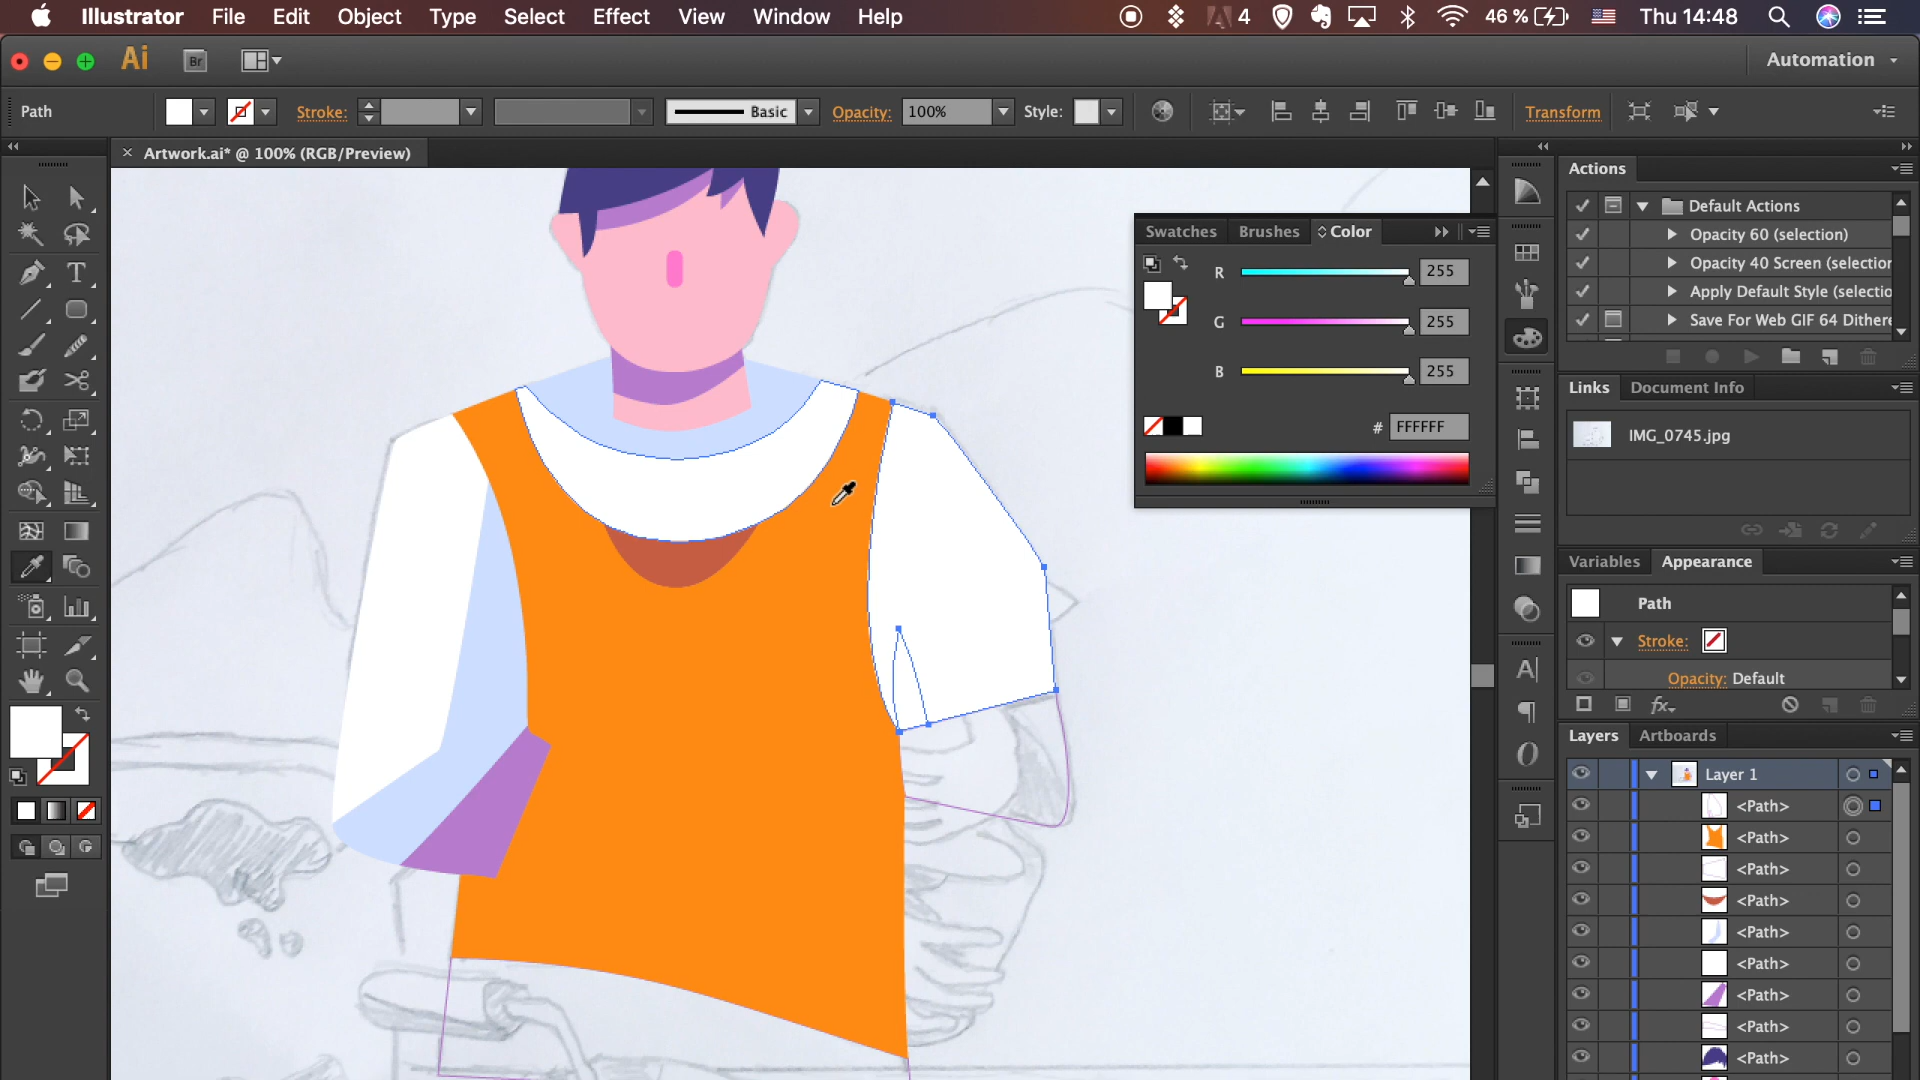 Illustrator File Edit Object Type Select Effect View Window Help 4 46 % Thu 14:48
Ai Br Automation
Path Stroke: Basic Opacity: 100% Style: Transform
× Artwork.ai* @ 100% (RGB/Preview)
Swatches Brushes Color
R 255
G 255
B 255
# FFFFFF
Actions
Default Actions
Opacity 60 (selection)
Opacity 40 Screen (selection
Apply Default Style (selectio
Save For Web GIF 64 Dithere
Links Document Info
IMG_0745.jpg
Variables Appearance
Path
Stroke:
Opacity: Default
fx
Layers Artboards
Layer 1
<Path>
<Path>
<Path>
<Path>
<Path>
<Path>
<Path>
<Path>
<Path>